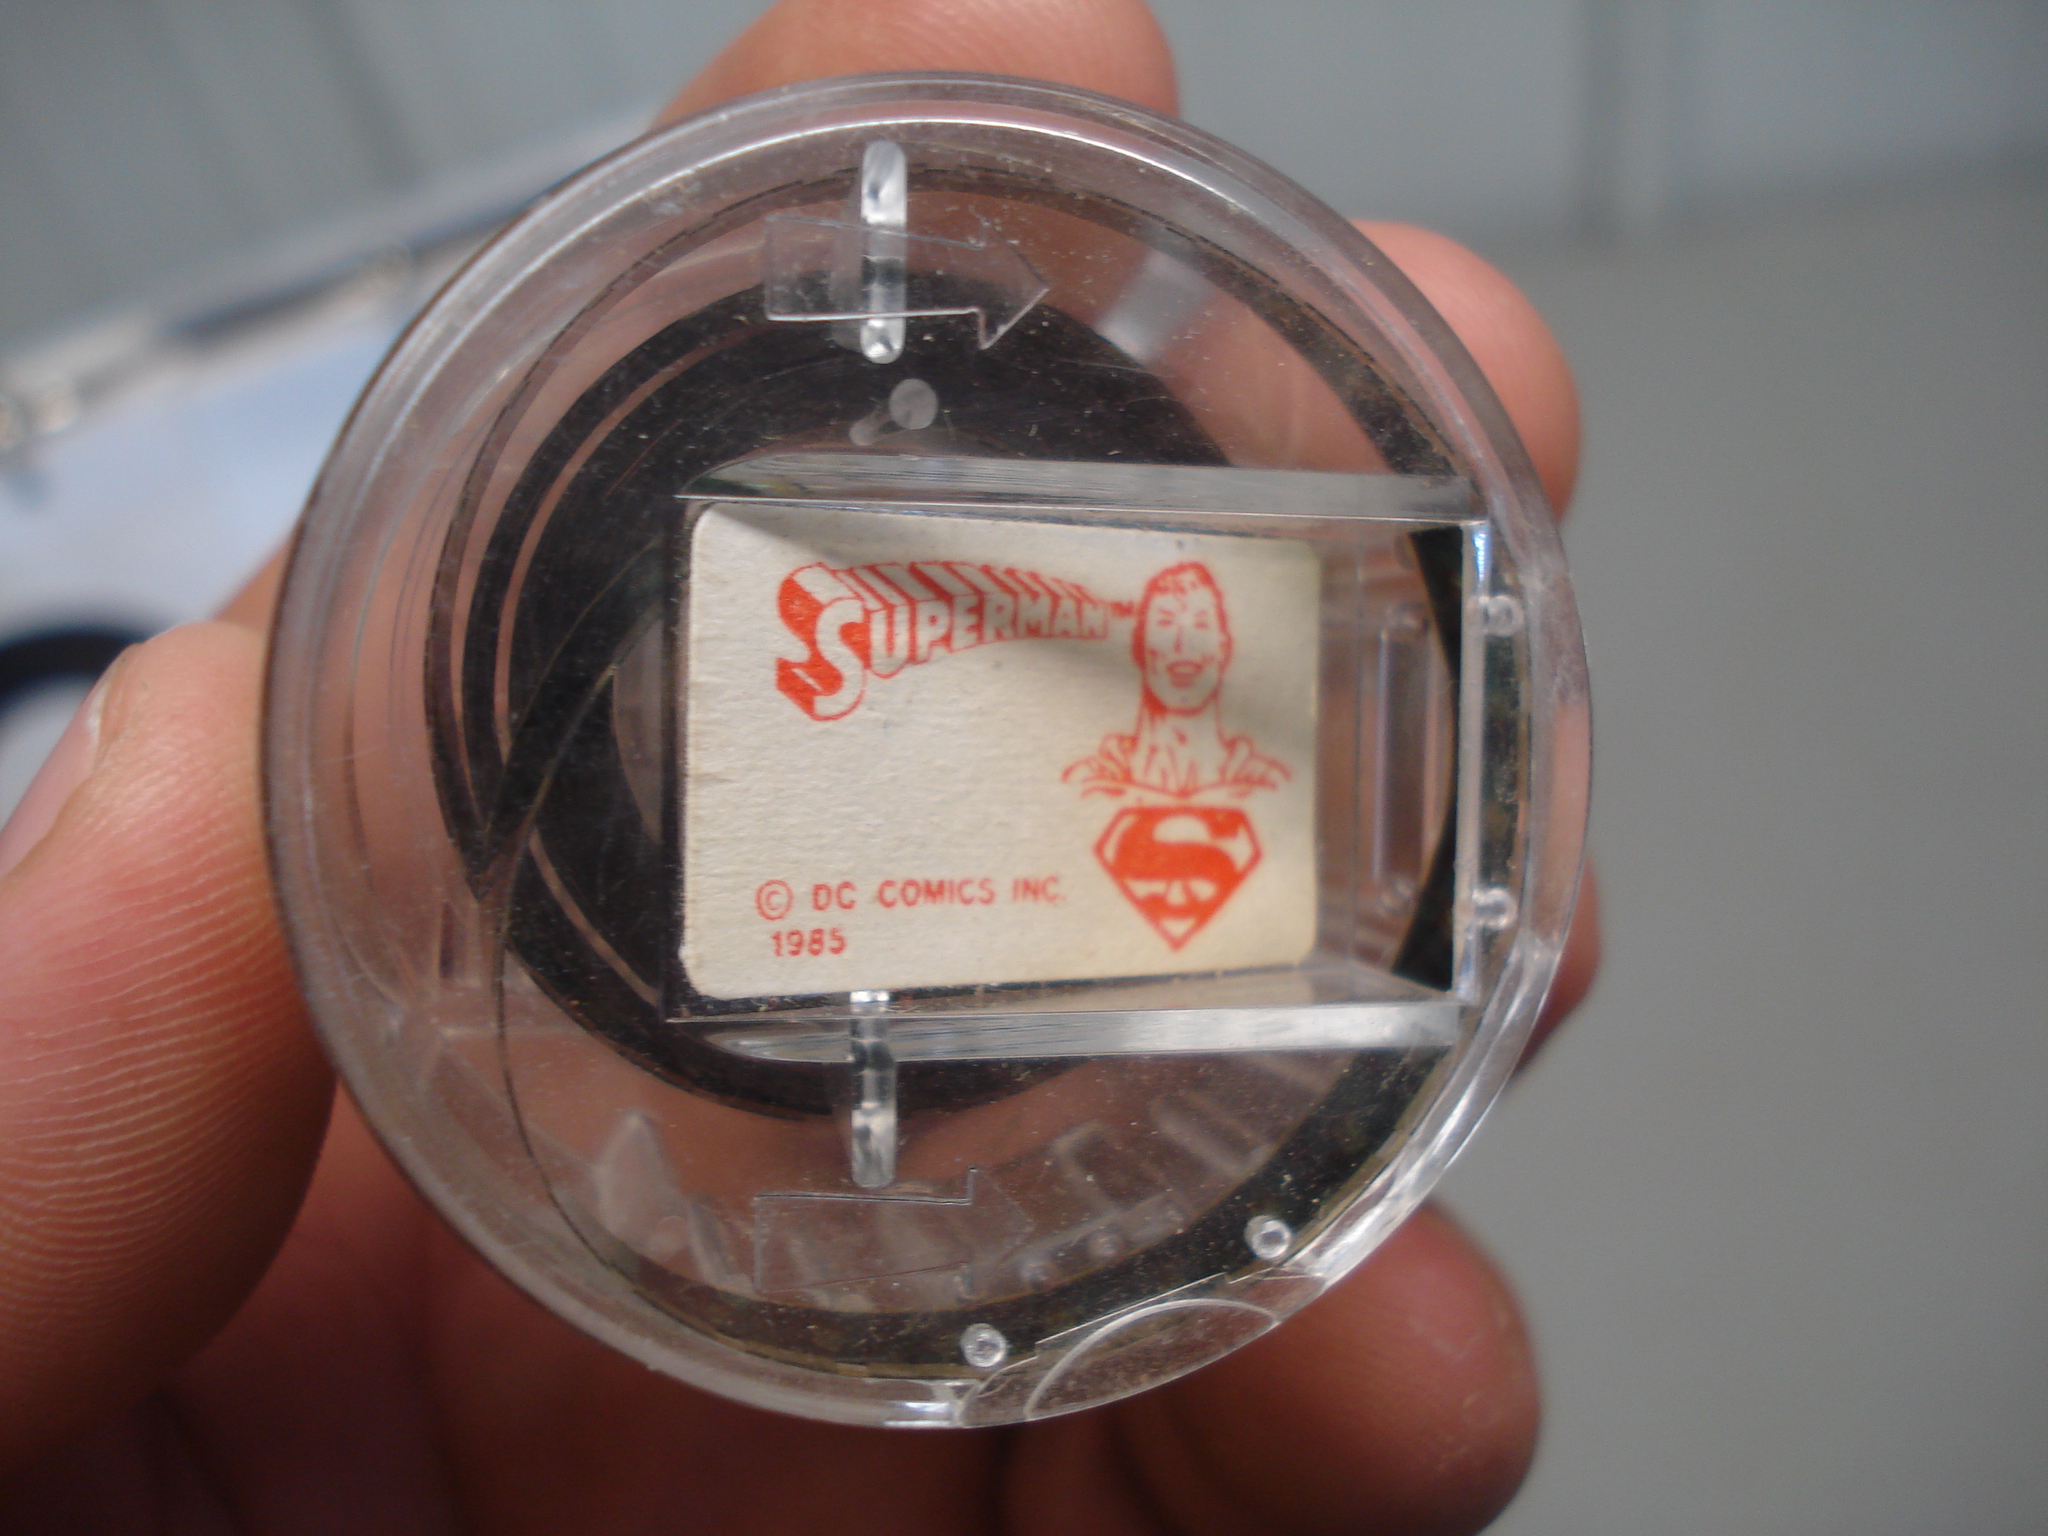 SUPERMAN™
© DC COMICS INC.
1985